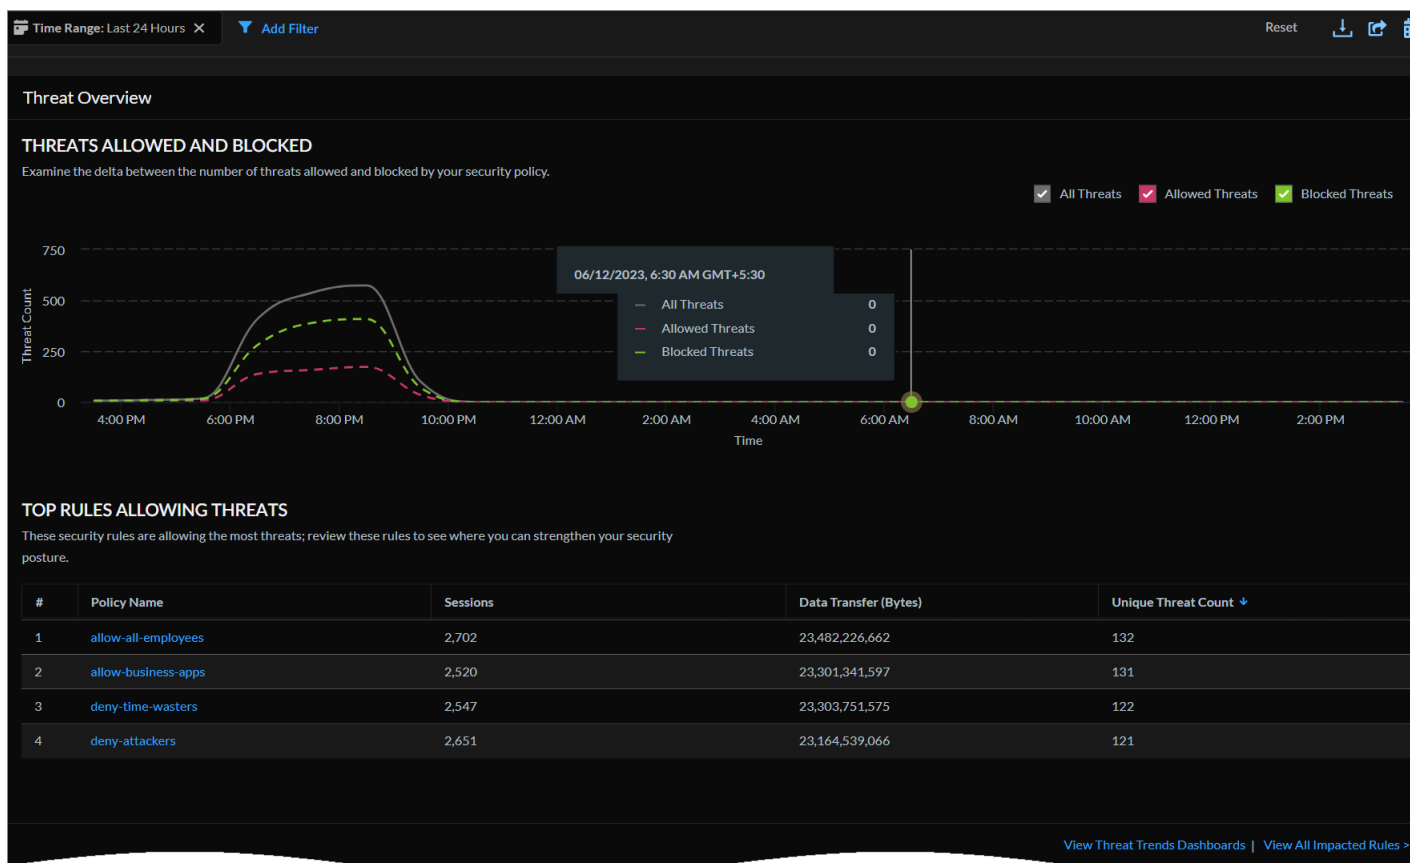 Time Range: Last 24 Hours Add Filter Reset
Threat Overview
THREATS ALLOWED AND BLOCKED
Examine the delta between the number of threats allowed and blocked by your security policy.
All Threats Allowed Threats Blocked Threats
750
500
250
0
Threat Count
06/12/2023, 6:30 AM GMT+5:30
All Threats 0
Allowed Threats 0
Blocked Threats 0
4:00 PM 6:00 PM 8:00 PM 10:00 PM 12:00 AM 2:00 AM 4:00 AM 6:00 AM 8:00 AM 10:00 AM 12:00 PM 2:00 PM
Time
TOP RULES ALLOWING THREATS
These security rules are allowing the most threats; review these rules to see where you can strengthen your security
posture.
# Policy Name Sessions Data Transfer (Bytes) Unique Threat Count
1 allow-all-employees 2,702 23,482,226,662 132
2 allow-business-apps 2,520 23,301,341,597 131
3 deny-time-wasters 2,547 23,303,751,575 122
4 deny-attackers 2,651 23,164,539,066 121
View Threat Trends Dashboards | View All Impacted Rules >